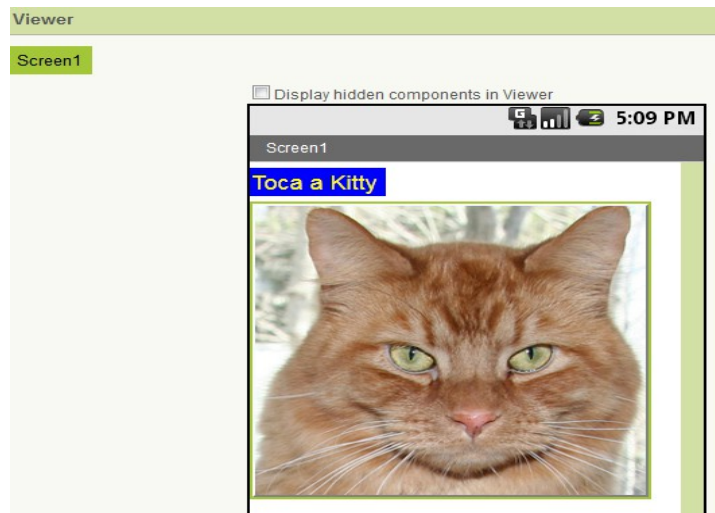 Viewer
Screen1
Display hidden components in Viewer
5:09 PM
Screen1
Toca a Kitty